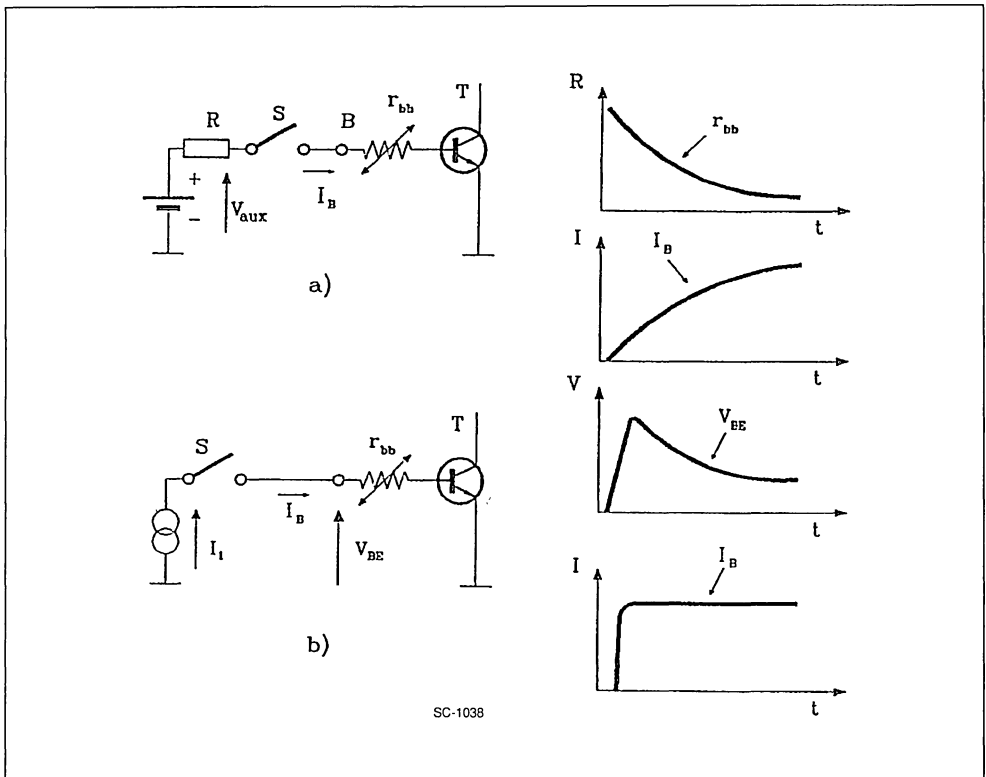 R
S
B
r_bb
T
+
-
V_aux
I_B
a)
S
r_bb
T
I_1
I_B
V_BE
b)
SC-1038
R
r_bb
t
I
I_B
t
V
V_BE
t
I
I_B
t